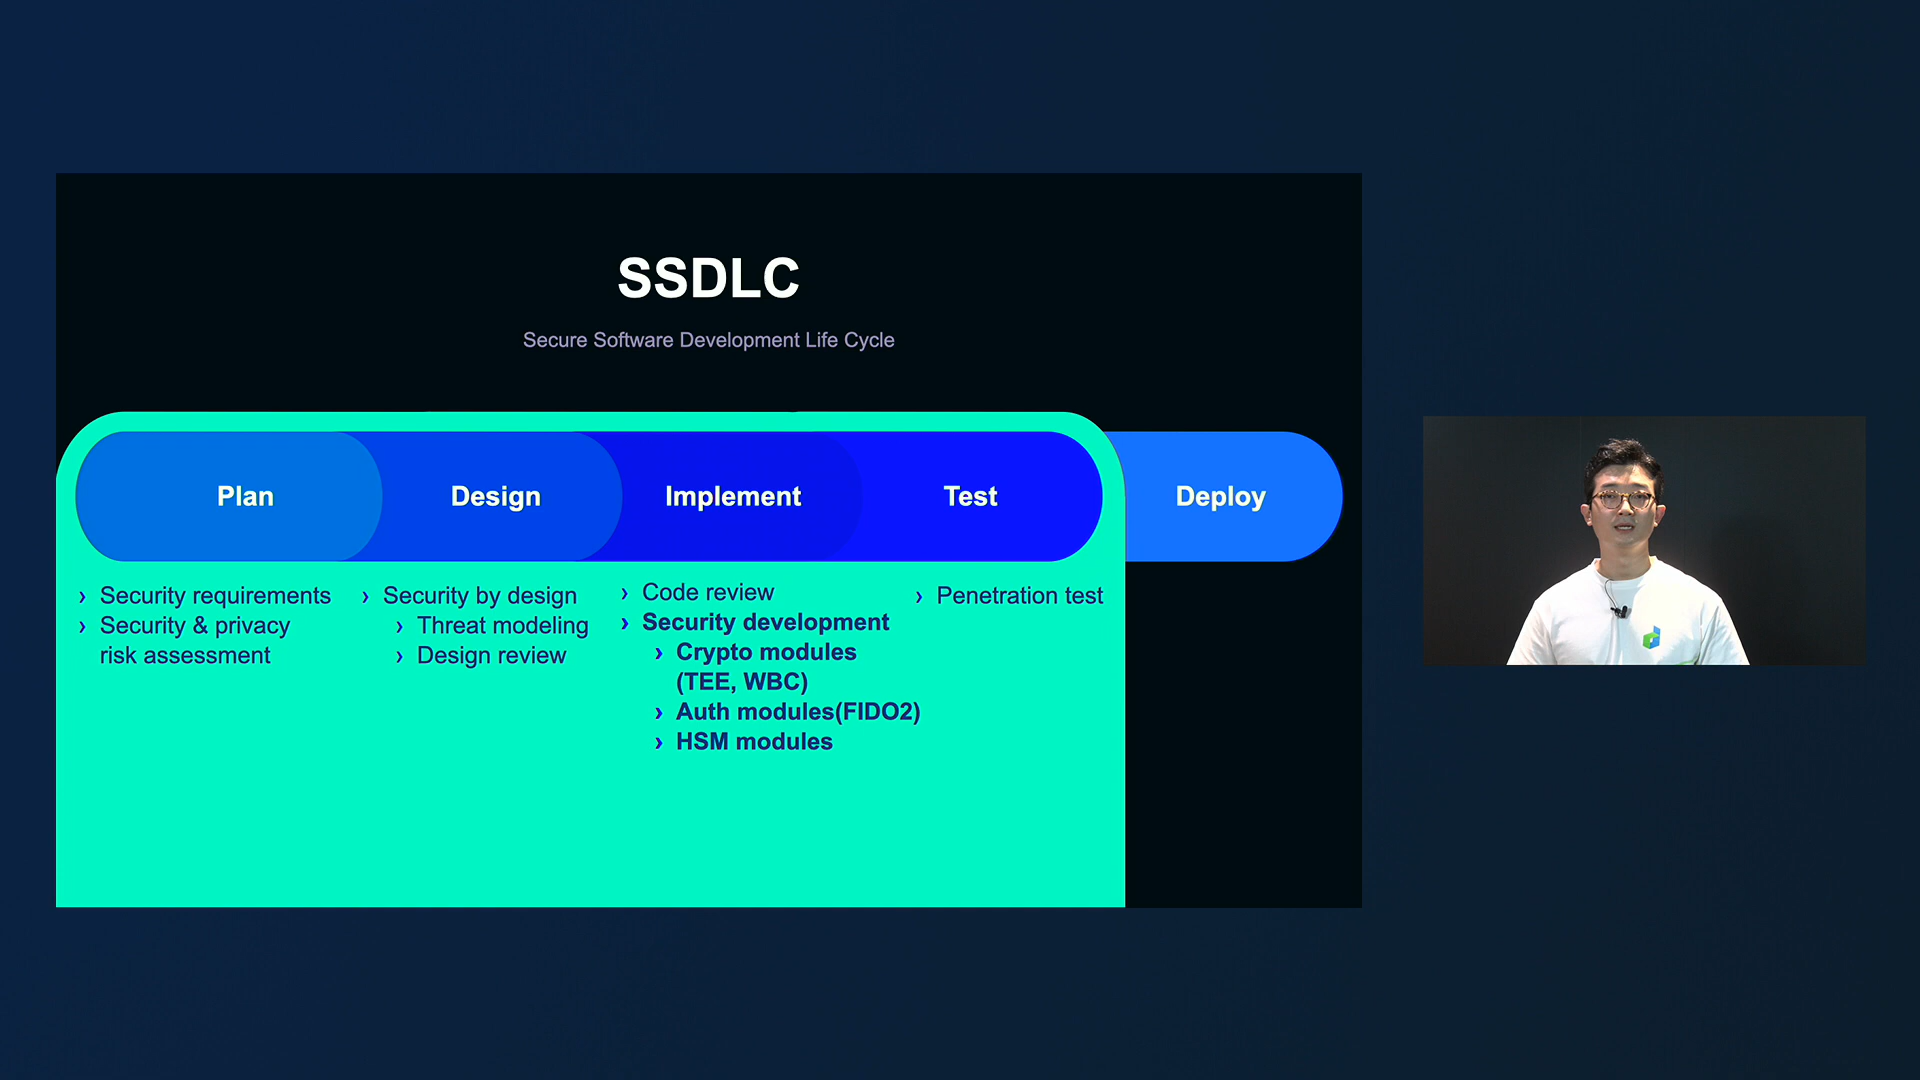 SSDLC
Secure Software Development Life Cycle
Plan
Design
Implement
Test
Deploy
› Security requirements
› Security & privacy
risk assessment
› Security by design
› Threat modeling
› Design review
› Code review
› Security development
› Crypto modules
(TEE, WBC)
› Auth modules(FIDO2)
› HSM modules
› Penetration test